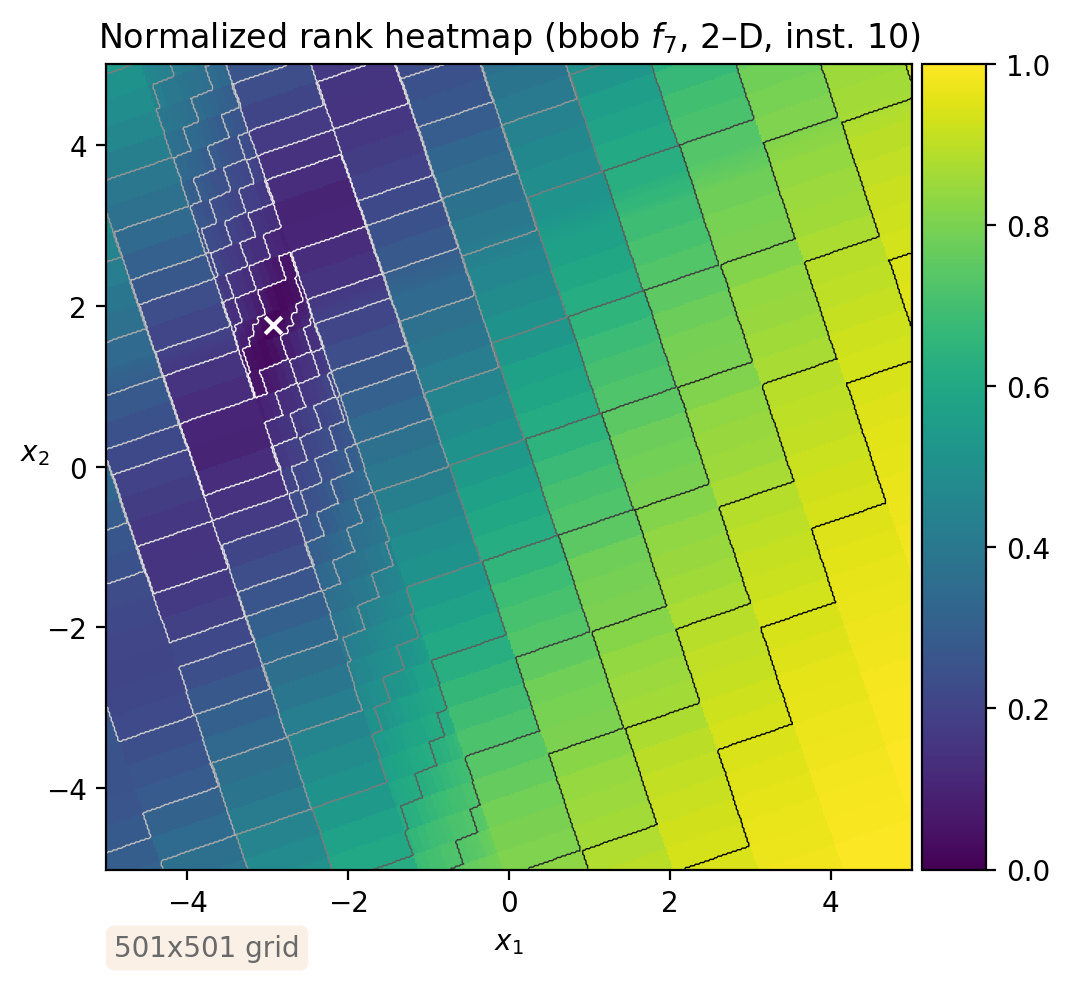 Normalized rank heatmap (bbob f₇, 2–D, inst. 10)
1.0
0.8
0.6
0.4
0.2
0.0
4
2
0
−2
−4
x₂
−4 −2 0 2 4
x₁
501x501 grid